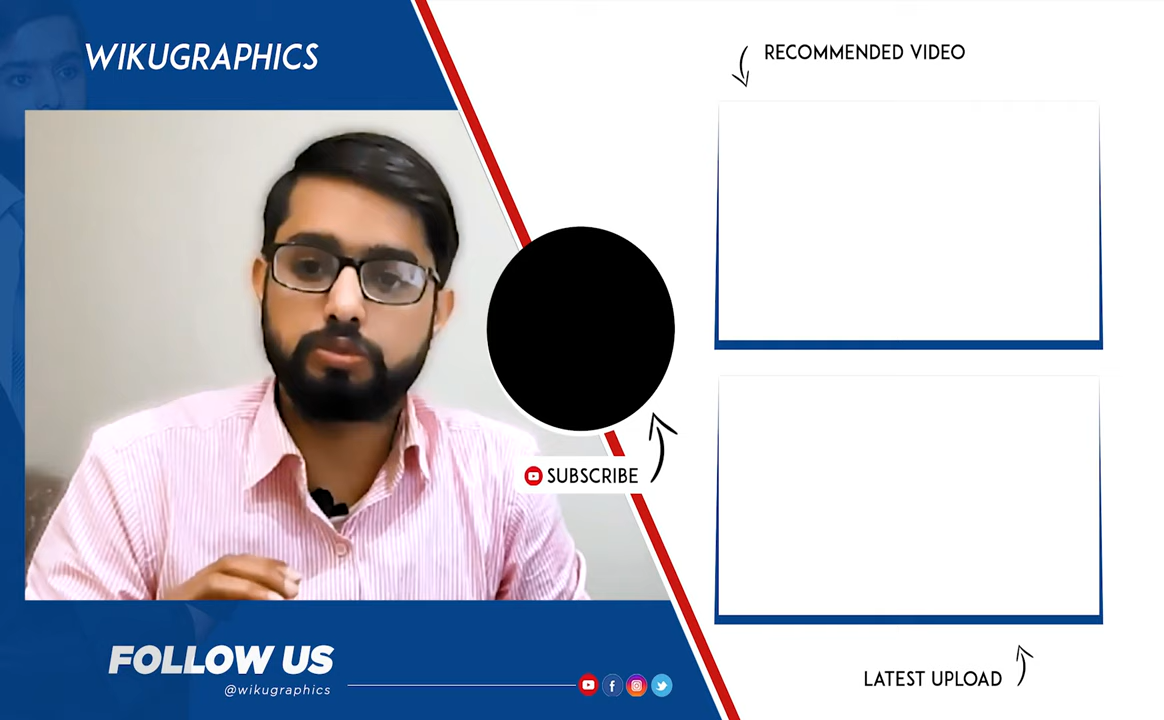 WIKUGRAPHICS
RECOMMENDED VIDEO
SUBSCRIBE
FOLLOW US
@wikugraphics
LATEST UPLOAD